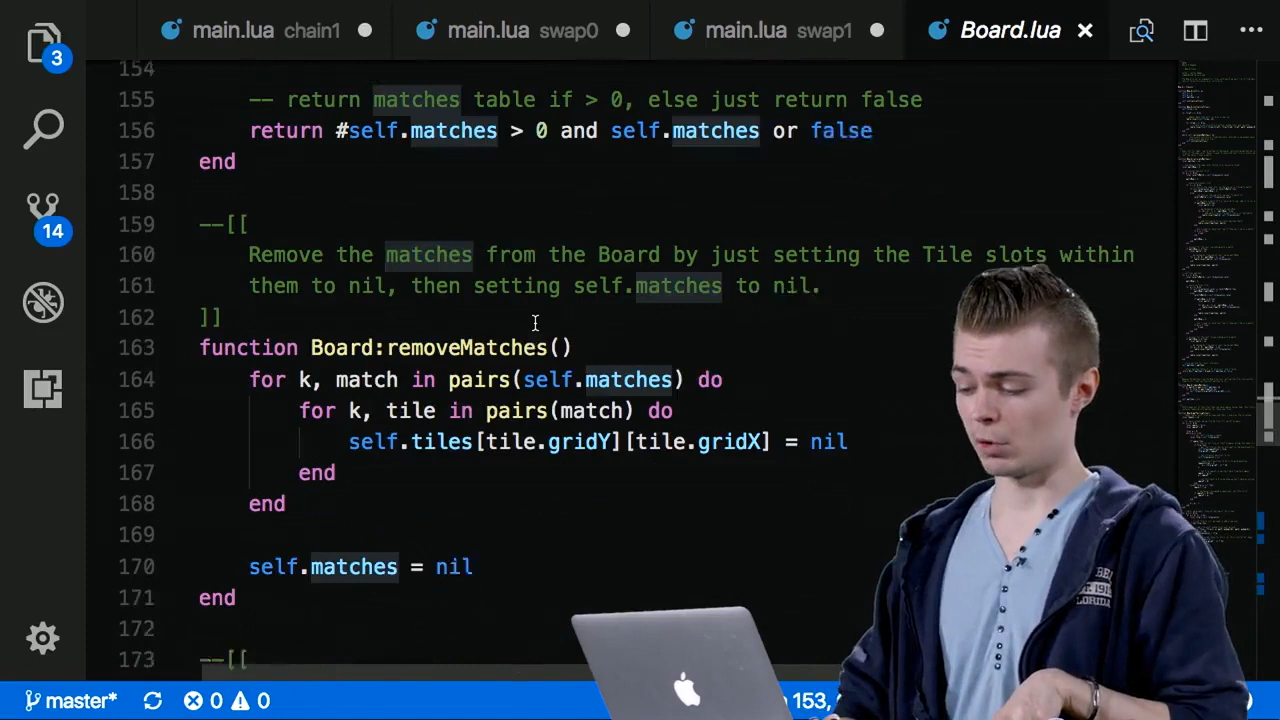 main.lua chain1
main.lua swap0
main.lua swap1
Board.lua
3
14
154
155 -- return matches table if > 0, else just return false
156 return #self.matches > 0 and self.matches or false
157 end
158
159 --[[
160 Remove the matches from the Board by just setting the Tile slots within
161 them to nil, then setting self.matches to nil.
162 ]]
163 function Board:removeMatches()
164 for k, match in pairs(self.matches) do
165 for k, tile in pairs(match) do
166 self.tiles[tile.gridY][tile.gridX] = nil
167 end
168 end
169
170 self.matches = nil
171 end
172
173 --[[
master* 0 0
153,